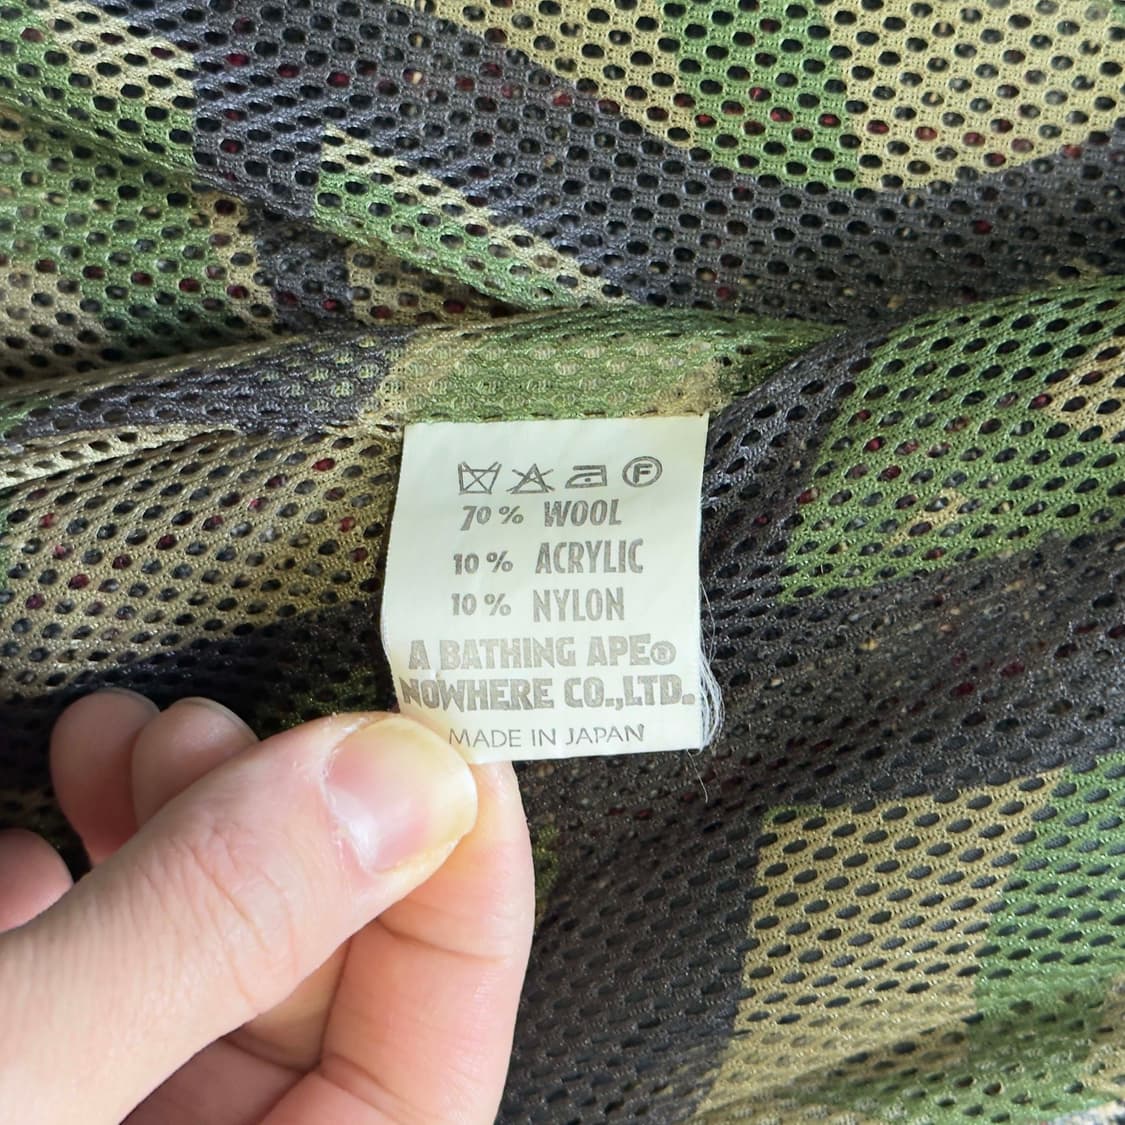 F
70% WOOL
10% ACRYLIC
10% NYLON
A BATHING APE®
NOWHERE CO.,LTD.
MADE IN JAPAN